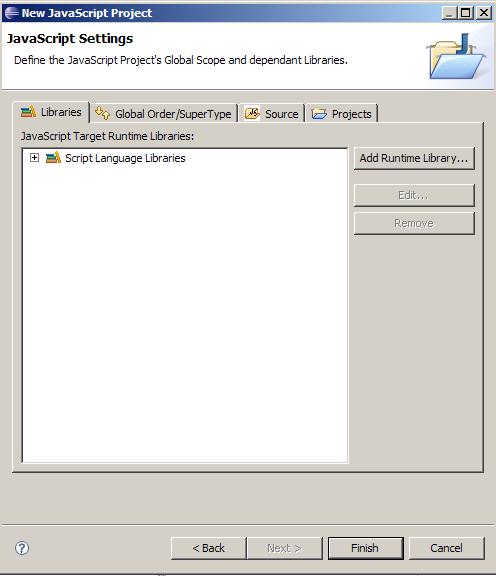 New JavaScript Project
JavaScript Settings
Define the JavaScript Project's Global Scope and dependant Libraries.
Libraries Global Order/SuperType Source Projects
JavaScript Target Runtime Libraries:
Script Language Libraries
Add Runtime Library...
Edit...
Remove
< Back Next > Finish Cancel